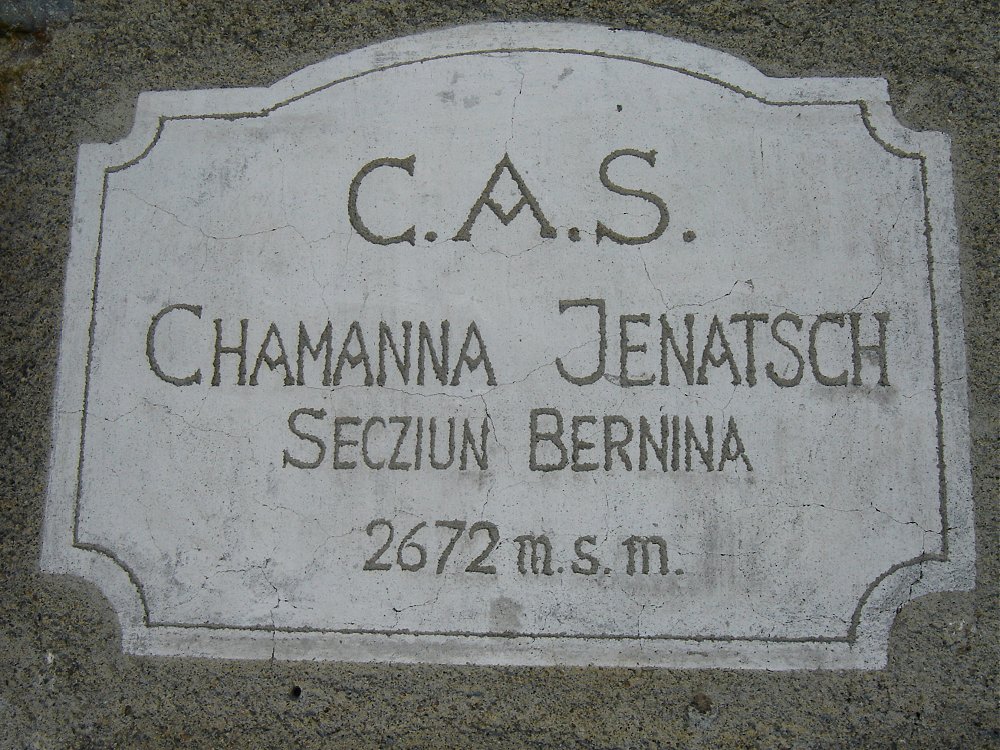 C.A.S.
CHAMANNA JENATSCH
SECZIUN BERNINA
2672 m.s.m.